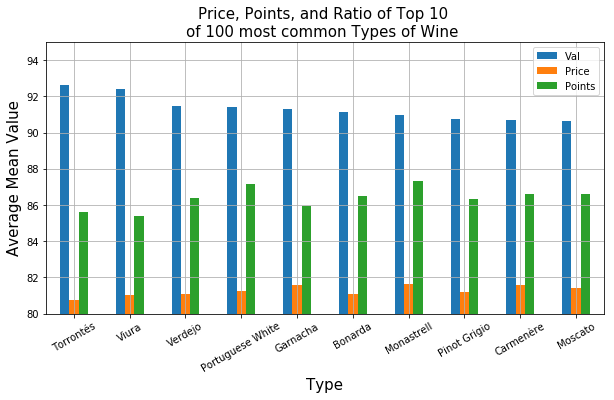 Price, Points, and Ratio of Top 10
of 100 most common Types of Wine
Val
Price
Points
Average Mean Value
94
92
90
88
86
84
82
80
Torrontés
Viura
Verdejo
Portuguese White
Garnacha
Bonarda
Monastrell
Pinot Grigio
Carmenère
Moscato
Type